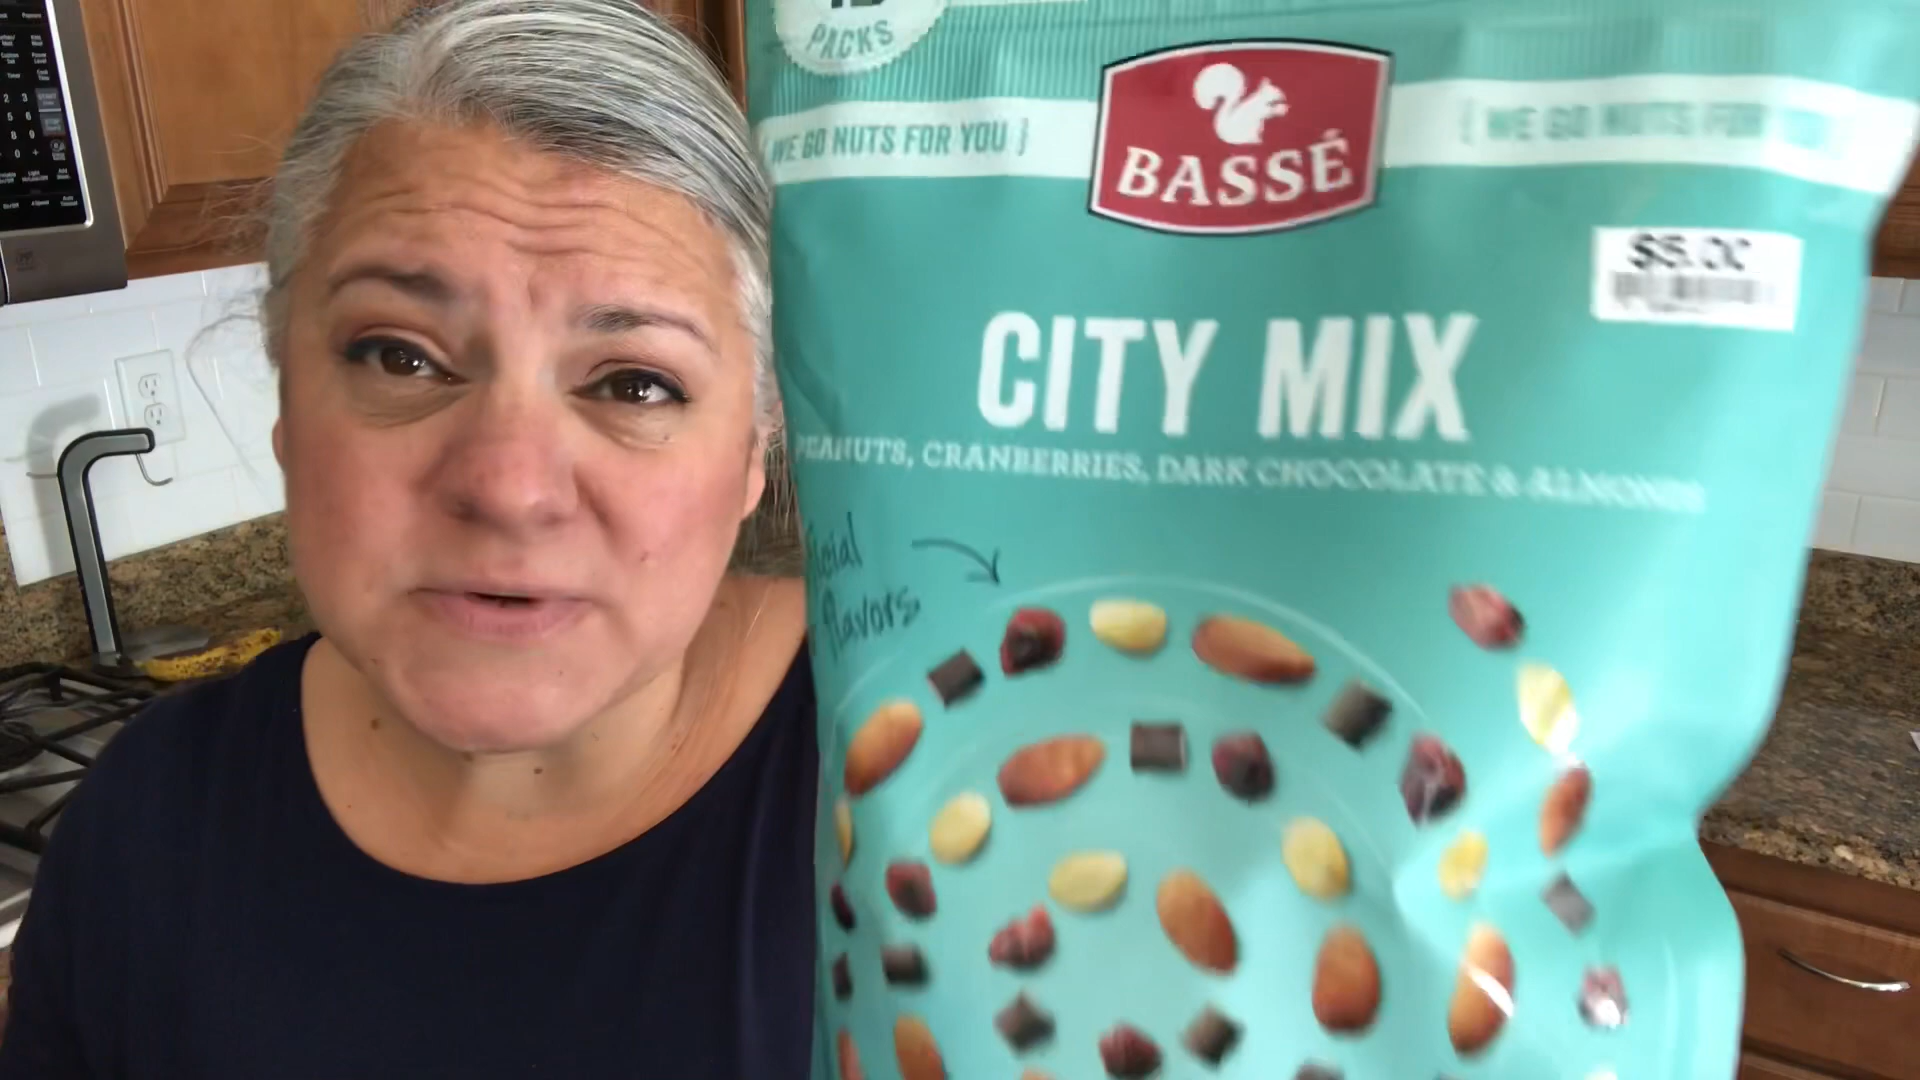 PACKS
{ WE GO NUTS FOR YOU }
BASSÉ
{ WE GO NUTS FOR
$5.00
CITY MIX
PEANUTS, CRANBERRIES, DARK CHOCOLATE & ALMONDS
flavors